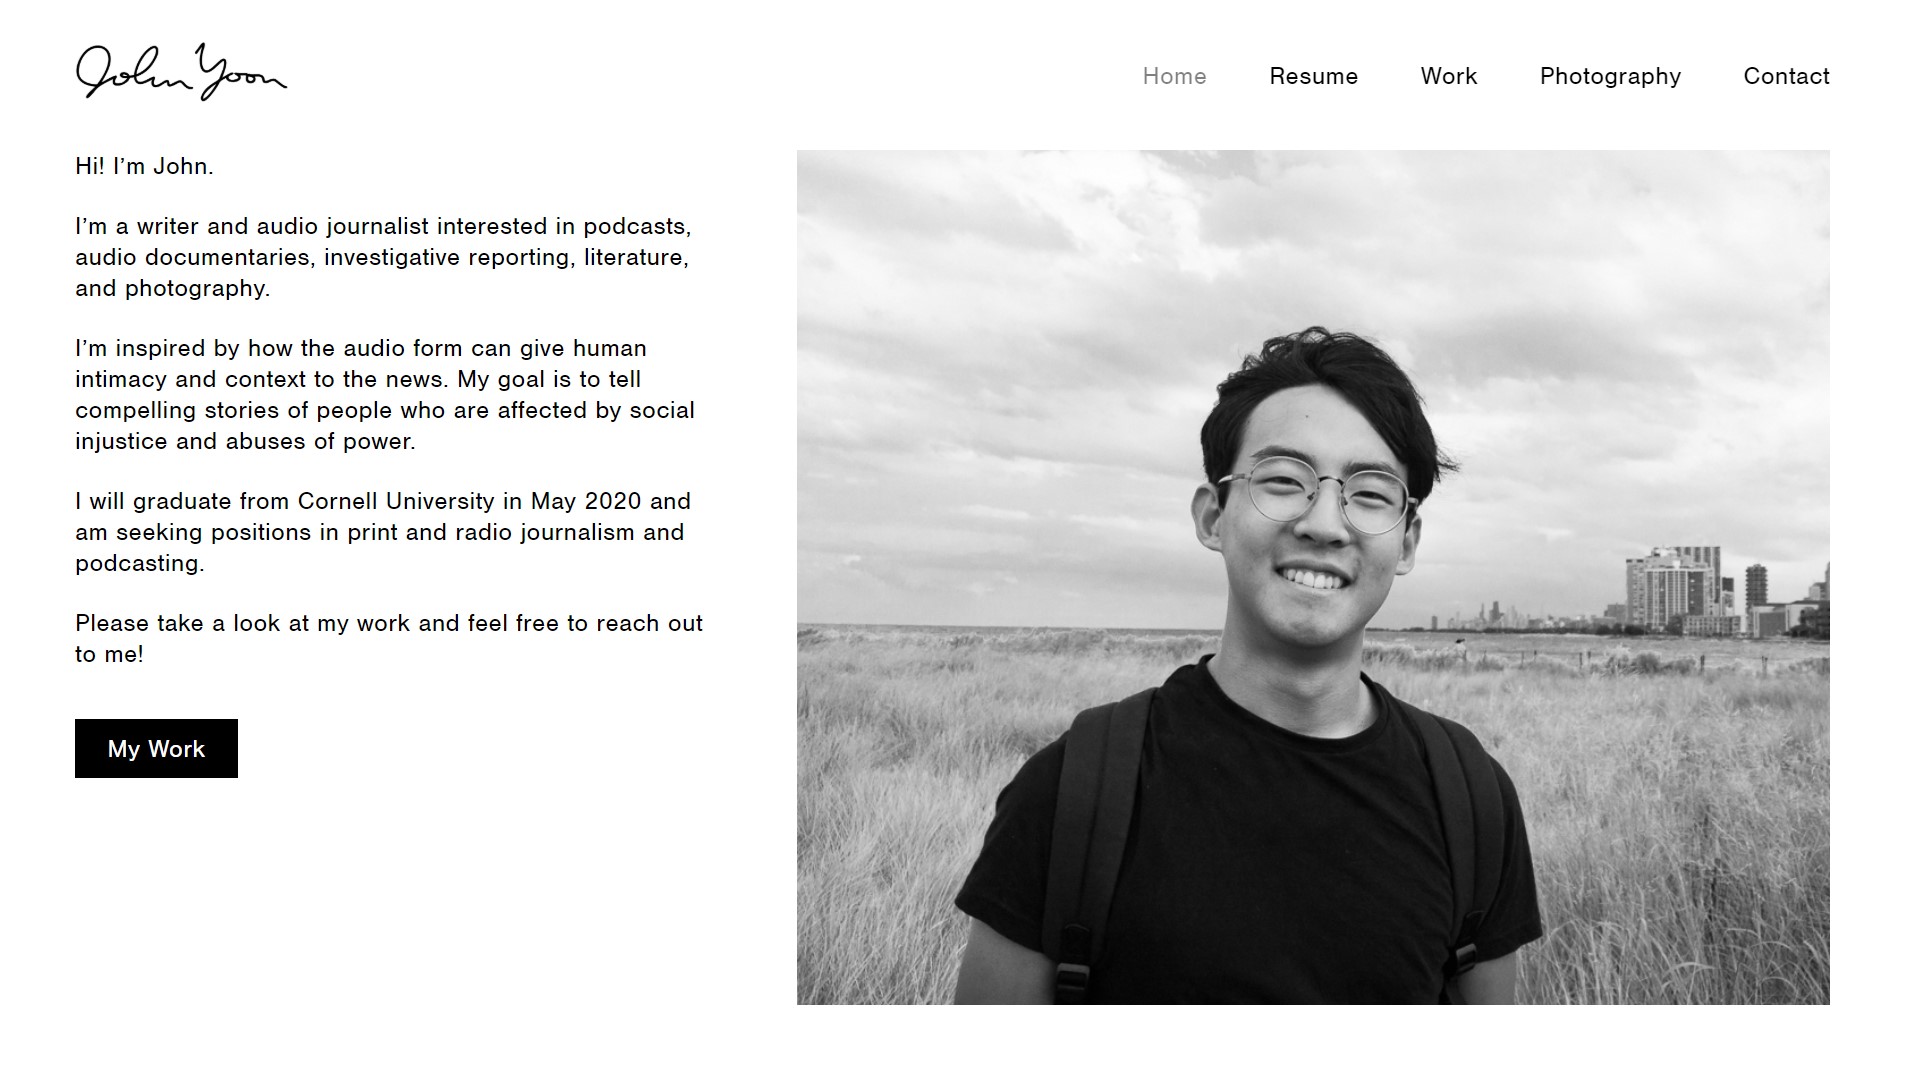 John Yoon
Home Resume Work Photography Contact
Hi! I’m John.
I’m a writer and audio journalist interested in podcasts,
audio documentaries, investigative reporting, literature,
and photography.
I’m inspired by how the audio form can give human
intimacy and context to the news. My goal is to tell
compelling stories of people who are affected by social
injustice and abuses of power.
I will graduate from Cornell University in May 2020 and
am seeking positions in print and radio journalism and
podcasting.
Please take a look at my work and feel free to reach out
to me!
My Work